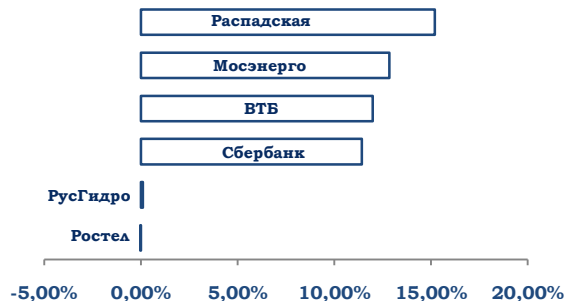 Распадская
Мосэнерго
ВТБ
Сбербанк
РусГидро
Ростел
-5,00% 0,00% 5,00% 10,00% 15,00% 20,00%